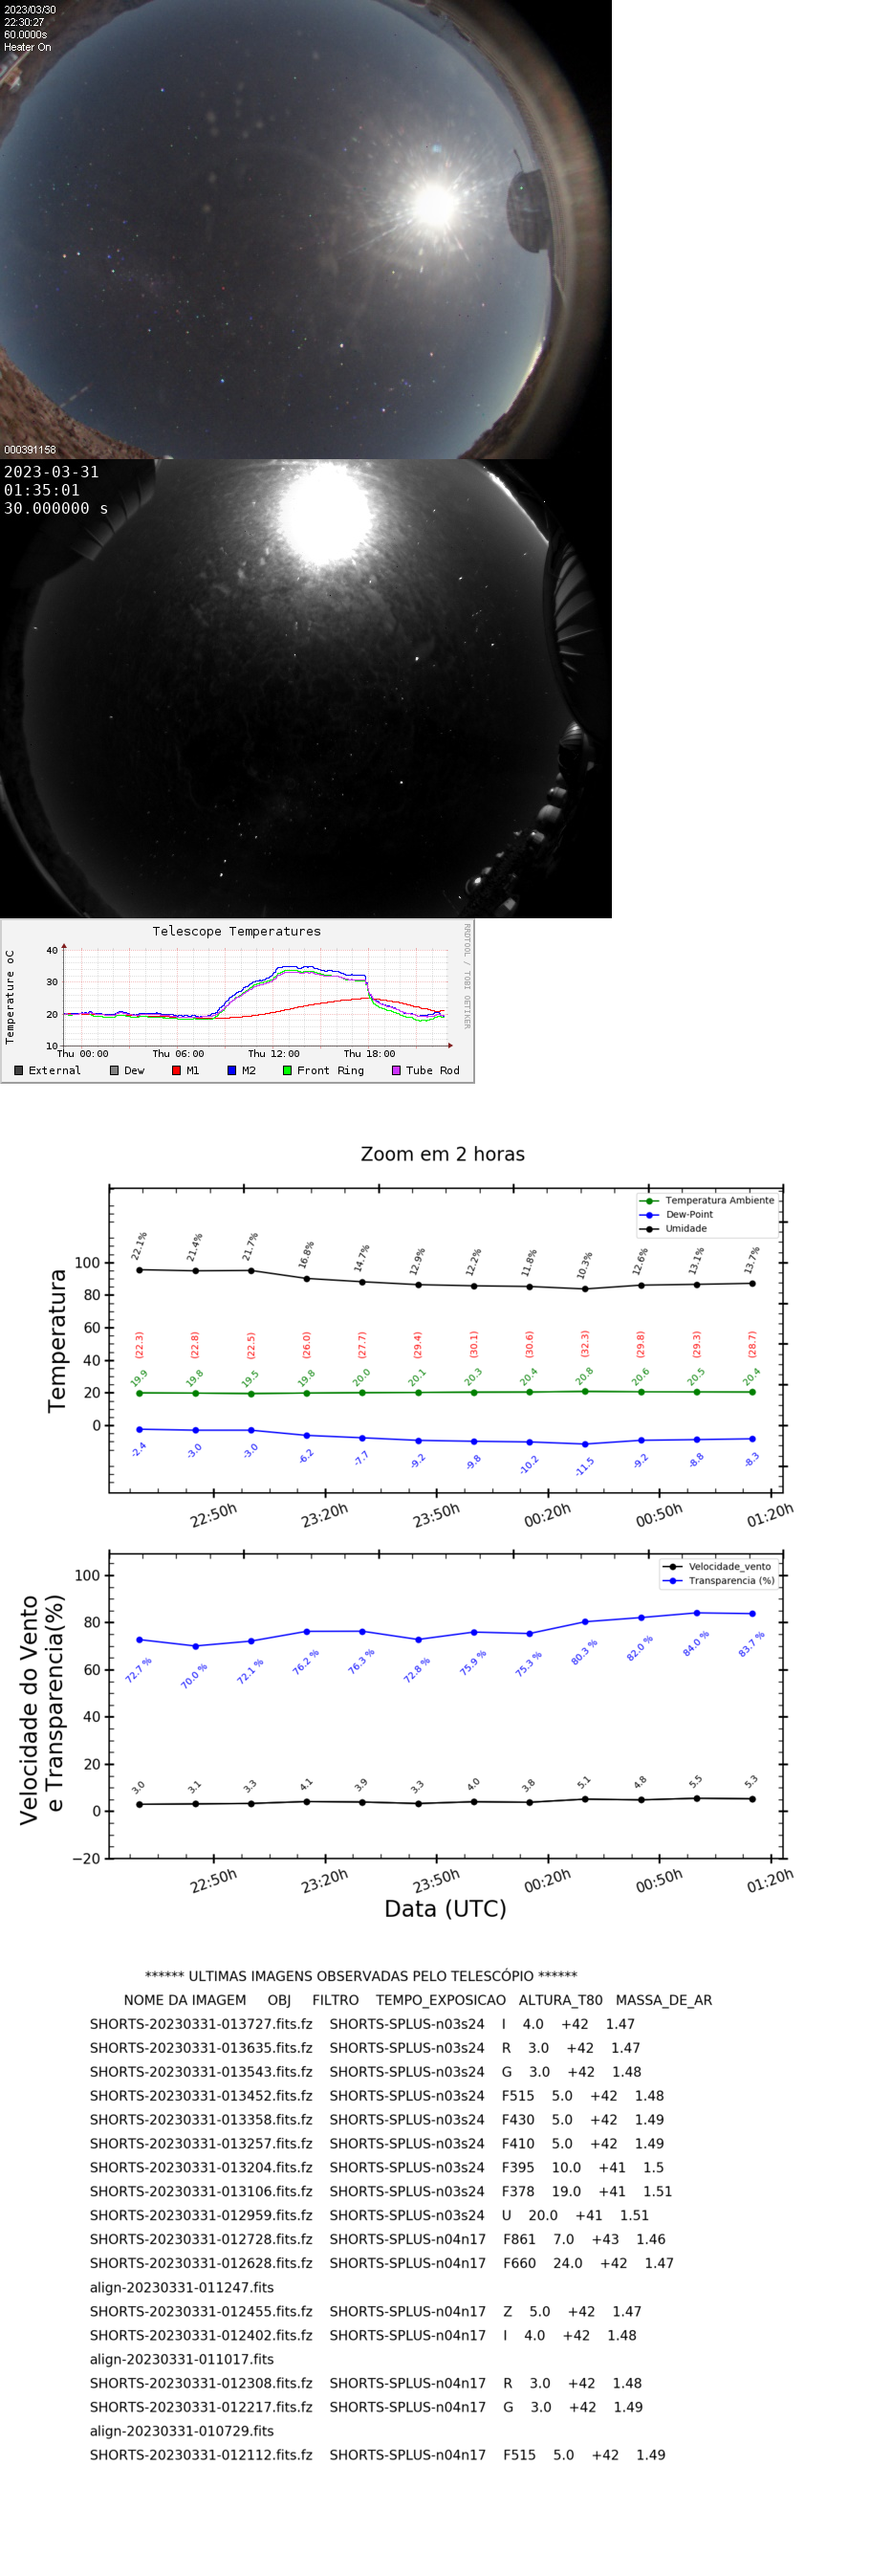 2023/03/30
22:30:27
60.0000s
Heater On
000391158
2023-03-31
01:35:01
30.000000 s
Telescope Temperatures
RRDTOOL / TOBI OETIKER
Temperature oC
40
30
20
10
Thu 00:00 Thu 06:00 Thu 12:00 Thu 18:00
External Dew M1 M2 Front Ring Tube Rod
Zoom em 2 horas
Temperatura Ambiente
Dew-Point
Umidade
Temperatura
100
80
60
40
20
0
22.1% 21.4% 21.7% 16.8% 14.7% 12.9% 12.2% 11.8% 10.3% 12.6% 13.1% 13.7%
(22.3) (22.8) (22.5) (26.0) (27.7) (29.4) (30.1) (30.6) (32.3) (29.8) (29.3) (28.7)
19.9 19.8 19.5 19.8 20.0 20.1 20.3 20.4 20.8 20.6 20.5 20.4
-2.4 -3.0 -3.0 -6.2 -7.7 -9.2 -9.8 -10.2 -11.5 -9.2 -8.8 -8.3
22:50h 23:20h 23:50h 00:20h 00:50h 01:20h
Velocidade_vento
Transparencia (%)
Velocidade do Vento
e Transparencia(%)
100
80
60
40
20
0
−20
72.7 % 70.0 % 72.1 % 76.2 % 76.3 % 72.8 % 75.9 % 75.3 % 80.3 % 82.0 % 84.0 % 83.7 %
3.0 3.1 3.3 4.1 3.9 3.3 4.0 3.8 5.1 4.8 5.5 5.3
22:50h 23:20h 23:50h 00:20h 00:50h 01:20h
Data (UTC)
****** ULTIMAS IMAGENS OBSERVADAS PELO TELESCÓPIO ******
NOME DA IMAGEM OBJ FILTRO TEMPO_EXPOSICAO ALTURA_T80 MASSA_DE_AR
SHORTS-20230331-013727.fits.fz SHORTS-SPLUS-n03s24 I 4.0 +42 1.47
SHORTS-20230331-013635.fits.fz SHORTS-SPLUS-n03s24 R 3.0 +42 1.47
SHORTS-20230331-013543.fits.fz SHORTS-SPLUS-n03s24 G 3.0 +42 1.48
SHORTS-20230331-013452.fits.fz SHORTS-SPLUS-n03s24 F515 5.0 +42 1.48
SHORTS-20230331-013358.fits.fz SHORTS-SPLUS-n03s24 F430 5.0 +42 1.49
SHORTS-20230331-013257.fits.fz SHORTS-SPLUS-n03s24 F410 5.0 +42 1.49
SHORTS-20230331-013204.fits.fz SHORTS-SPLUS-n03s24 F395 10.0 +41 1.5
SHORTS-20230331-013106.fits.fz SHORTS-SPLUS-n03s24 F378 19.0 +41 1.51
SHORTS-20230331-012959.fits.fz SHORTS-SPLUS-n03s24 U 20.0 +41 1.51
SHORTS-20230331-012728.fits.fz SHORTS-SPLUS-n04n17 F861 7.0 +43 1.46
SHORTS-20230331-012628.fits.fz SHORTS-SPLUS-n04n17 F660 24.0 +42 1.47
align-20230331-011247.fits
SHORTS-20230331-012455.fits.fz SHORTS-SPLUS-n04n17 Z 5.0 +42 1.47
SHORTS-20230331-012402.fits.fz SHORTS-SPLUS-n04n17 I 4.0 +42 1.48
align-20230331-011017.fits
SHORTS-20230331-012308.fits.fz SHORTS-SPLUS-n04n17 R 3.0 +42 1.48
SHORTS-20230331-012217.fits.fz SHORTS-SPLUS-n04n17 G 3.0 +42 1.49
align-20230331-010729.fits
SHORTS-20230331-012112.fits.fz SHORTS-SPLUS-n04n17 F515 5.0 +42 1.49